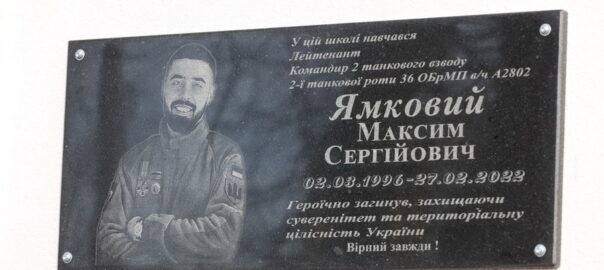 У цій школі навчався
Лейтенант
Командир 2 танкового взводу
2-ї танкової роти 36 ОБрМП в/ч А2802
Ямковий
Максим
Сергійович
02.03.1996-27.02.2022
Героїчно загинув, захищаючи
суверенітет та територіальну
цілісність України
Вірний завжди !